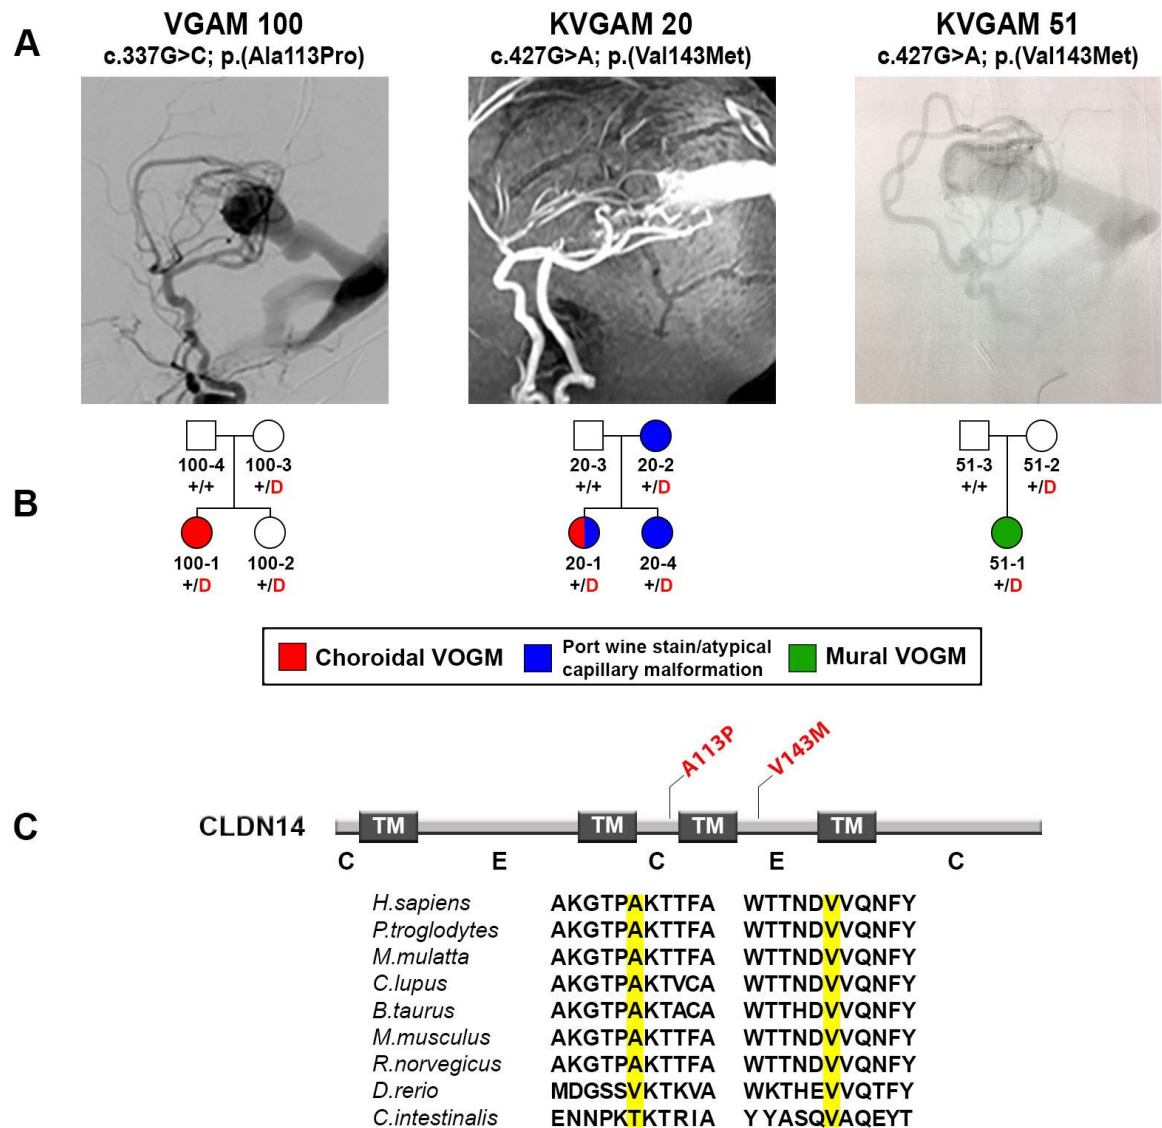 A
VGAM 100
c.337G>C; p.(Ala113Pro)
KVGAM 20
c.427G>A; p.(Val143Met)
KVGAM 51
c.427G>A; p.(Val143Met)
B
100-4
+/+
100-3
+/D
100-1
+/D
100-2
+/D
20-3
+/+
20-2
+/D
20-1
+/D
20-4
+/D
51-3
+/+
51-2
+/D
51-1
+/D
Choroidal VOGM
Port wine stain/atypical
capillary malformation
Mural VOGM
C
CLDN14
A113P
V143M
TM TM TM TM
C E C E C
H.sapiens AKGTPAKTTFA WTTNDVVQNFY
P.troglodytes AKGTPAKTTFA WTTNDVVQNFY
M.mulatta AKGTPAKTTFA WTTNDVVQNFY
C.lupus AKGTPAKTVCA WTTNDVVQNFY
B.taurus AKGTPAKTACA WTTHDVVQNFY
M.musculus AKGTPAKTTFA WTTNDVVQNFY
R.norvegicus AKGTPAKTTFA WTTNDVVQNFY
D.rerio MDGSSVKTKVA WKTHEVVQTFY
C.intestinalis ENNPKTKTRIA YYASQVAQEYT